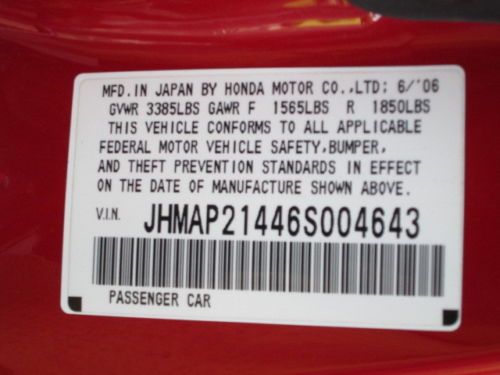 MFD.IN JAPAN BY HONDA MOTOR CO.,LTD: 6/'06
GVWR 3385LBS GAWR F 1565LBS R 1850LBS
THIS VEHICLE CONFORMS TO ALL APPLICABLE
FEDERAL MOTOR VEHICLE SAFETY,BUMPER,
AND THEFT PREVENTION STANDARDS IN EFFECT
ON THE DATE OF MANUFACTURE SHOWN ABOVE.
V.I.N. JHMAP21446S004643
PASSENGER CAR